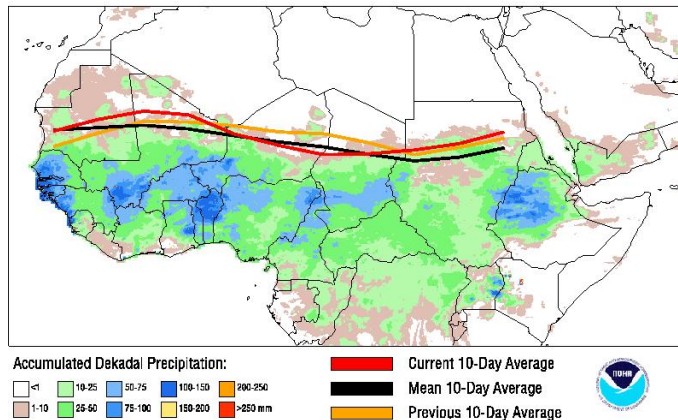 Accumulated Dekadal Precipitation:
<1
10-25
50-75
100-150
200-250
1-10
25-50
75-100
150-200
>250 mm
Current 10-Day Average
Mean 10-Day Average
Previous 10-Day Average
NOAA